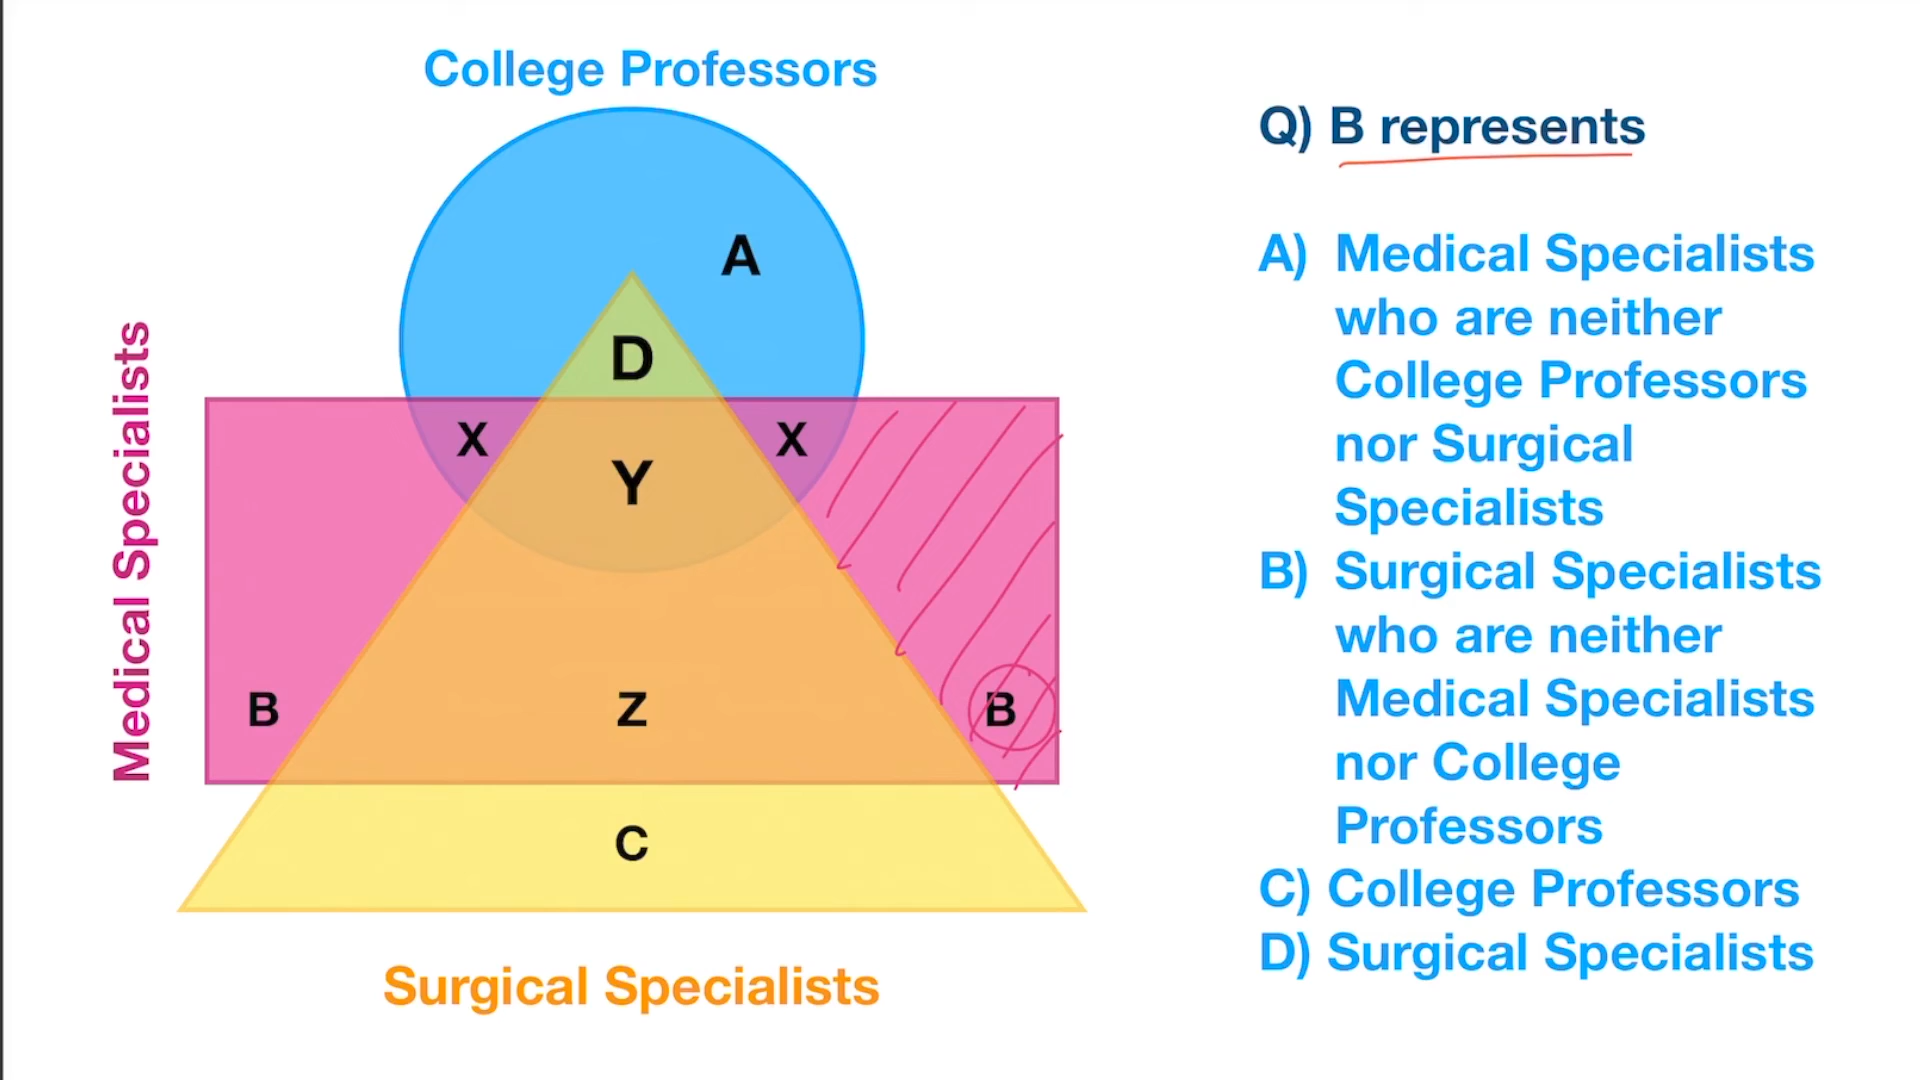 College Professors
Medical Specialists
A
D
X
X
Y
B
Z
B
C
Surgical Specialists
Q) B represents
A) Medical Specialists
who are neither
College Professors
nor Surgical
Specialists
B) Surgical Specialists
who are neither
Medical Specialists
nor College
Professors
C) College Professors
D) Surgical Specialists